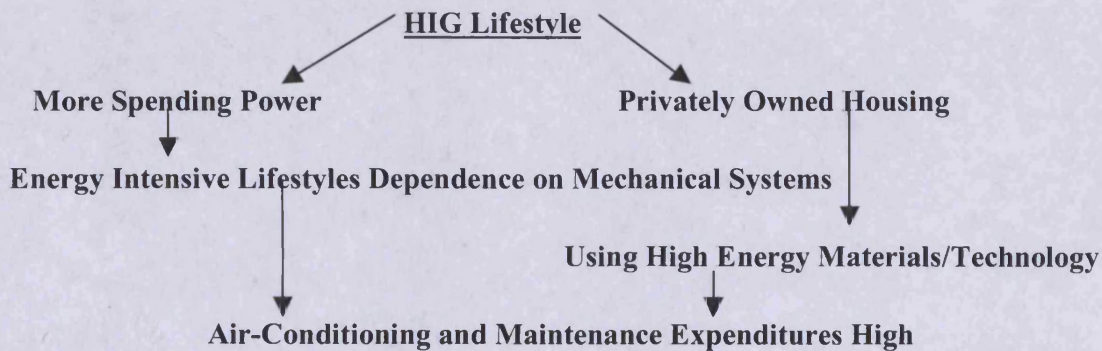 HIG Lifestyle
More Spending Power
Privately Owned Housing
Energy Intensive Lifestyles Dependence on Mechanical Systems
Using High Energy Materials/Technology
Air-Conditioning and Maintenance Expenditures High